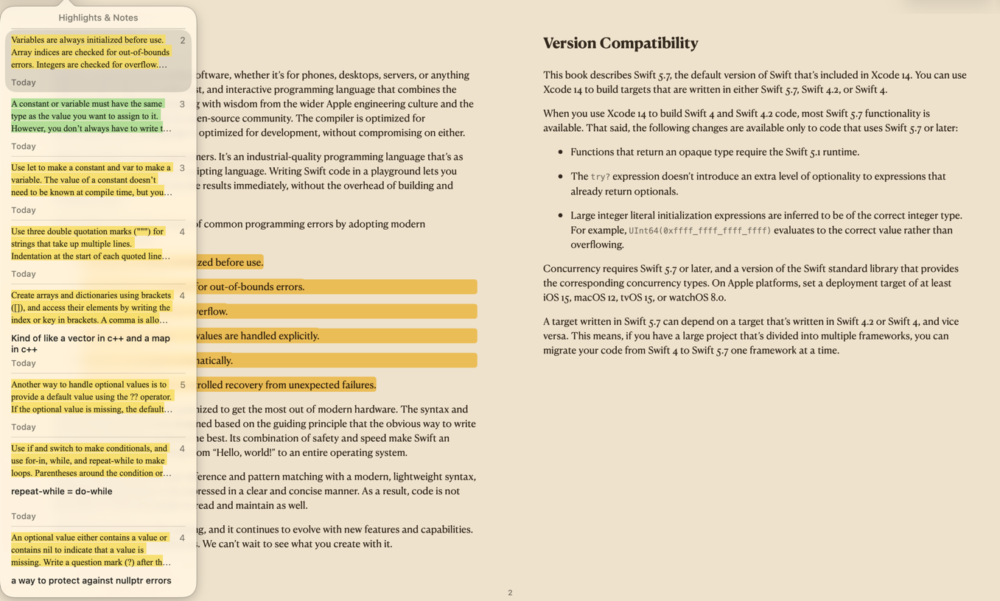 Highlights & Notes
Variables are always initialized before use. 2
Array indices are checked for out-of-bounds
errors. Integers are checked for overflow.…
Today
A constant or variable must have the same 3
type as the value you want to assign to it.
However, you don’t always have to write t…
Today
Use let to make a constant and var to make a 3
variable. The value of a constant doesn’t
need to be known at compile time, but you…
Today
Use three double quotation marks (""") for 4
strings that take up multiple lines.
Indentation at the start of each quoted line…
Today
Create arrays and dictionaries using brackets 4
([]), and access their elements by writing the
index or key in brackets. A comma is allo…
Kind of like a vector in c++ and a map
in c++
Today
Another way to handle optional values is to 5
provide a default value using the ?? operator.
If the optional value is missing, the default…
Today
Use if and switch to make conditionals, and 4
use for-in, while, and repeat-while to make
loops. Parentheses around the condition or…
repeat-while = do-while
Today
An optional value either contains a value or 4
contains nil to indicate that a value is
missing. Write a question mark (?) after th…
a way to protect against nullptr errors
oftware, whether it’s for phones, desktops, servers, or anything
st, and interactive programming language that combines the
g with wisdom from the wider Apple engineering culture and the
en-source community. The compiler is optimized for
optimized for development, without compromising on either.
mers. It’s an industrial-quality programming language that’s as
ipting language. Writing Swift code in a playground lets you
e results immediately, without the overhead of building and
of common programming errors by adopting modern
zed before use.
for out-of-bounds errors.
verflow.
values are handled explicitly.
matically.
trolled recovery from unexpected failures.
mized to get the most out of modern hardware. The syntax and
ned based on the guiding principle that the obvious way to write
he best. Its combination of safety and speed make Swift an
om “Hello, world!” to an entire operating system.
ference and pattern matching with a modern, lightweight syntax,
pressed in a clear and concise manner. As a result, code is not
read and maintain as well.
ng, and it continues to evolve with new features and capabilities.
s. We can’t wait to see what you create with it.
Version Compatibility
This book describes Swift 5.7, the default version of Swift that’s included in Xcode 14. You can use
Xcode 14 to build targets that are written in either Swift 5.7, Swift 4.2, or Swift 4.
When you use Xcode 14 to build Swift 4 and Swift 4.2 code, most Swift 5.7 functionality is
available. That said, the following changes are available only to code that uses Swift 5.7 or later:
• Functions that return an opaque type require the Swift 5.1 runtime.
• The try? expression doesn’t introduce an extra level of optionality to expressions that
already return optionals.
• Large integer literal initialization expressions are inferred to be of the correct integer type.
For example, UInt64(0xffff_ffff_ffff_ffff) evaluates to the correct value rather than
overflowing.
Concurrency requires Swift 5.7 or later, and a version of the Swift standard library that provides
the corresponding concurrency types. On Apple platforms, set a deployment target of at least
iOS 15, macOS 12, tvOS 15, or watchOS 8.0.
A target written in Swift 5.7 can depend on a target that’s written in Swift 4.2 or Swift 4, and vice
versa. This means, if you have a large project that’s divided into multiple frameworks, you can
migrate your code from Swift 4 to Swift 5.7 one framework at a time.
2